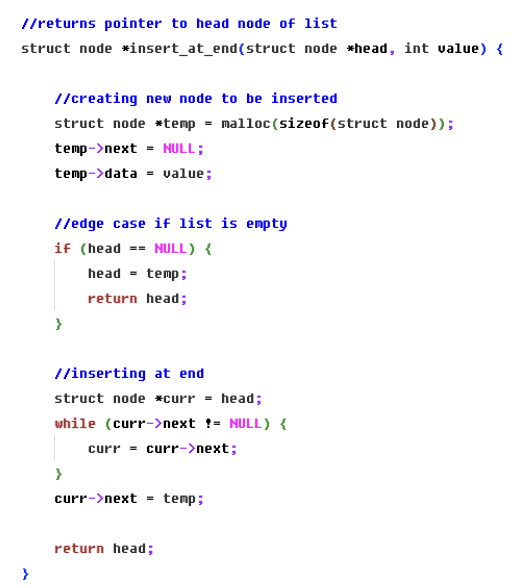 //returns pointer to head node of list
struct node *insert_at_end(struct node *head, int value) {
//creating new node to be inserted
struct node *temp = malloc(sizeof(struct node));
temp->next = NULL;
temp->data = value;
//edge case if list is empty
if (head == NULL) {
head = temp;
return head;
}
//inserting at end
struct node *curr = head;
while (curr->next != NULL) {
curr = curr->next;
}
curr->next = temp;
return head;
}